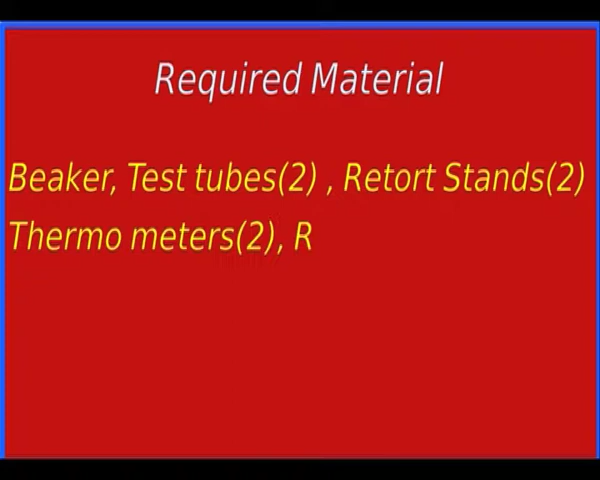 Required Material
Beaker, Test tubes(2) , Retort Stands(2)
Thermo meters(2), R